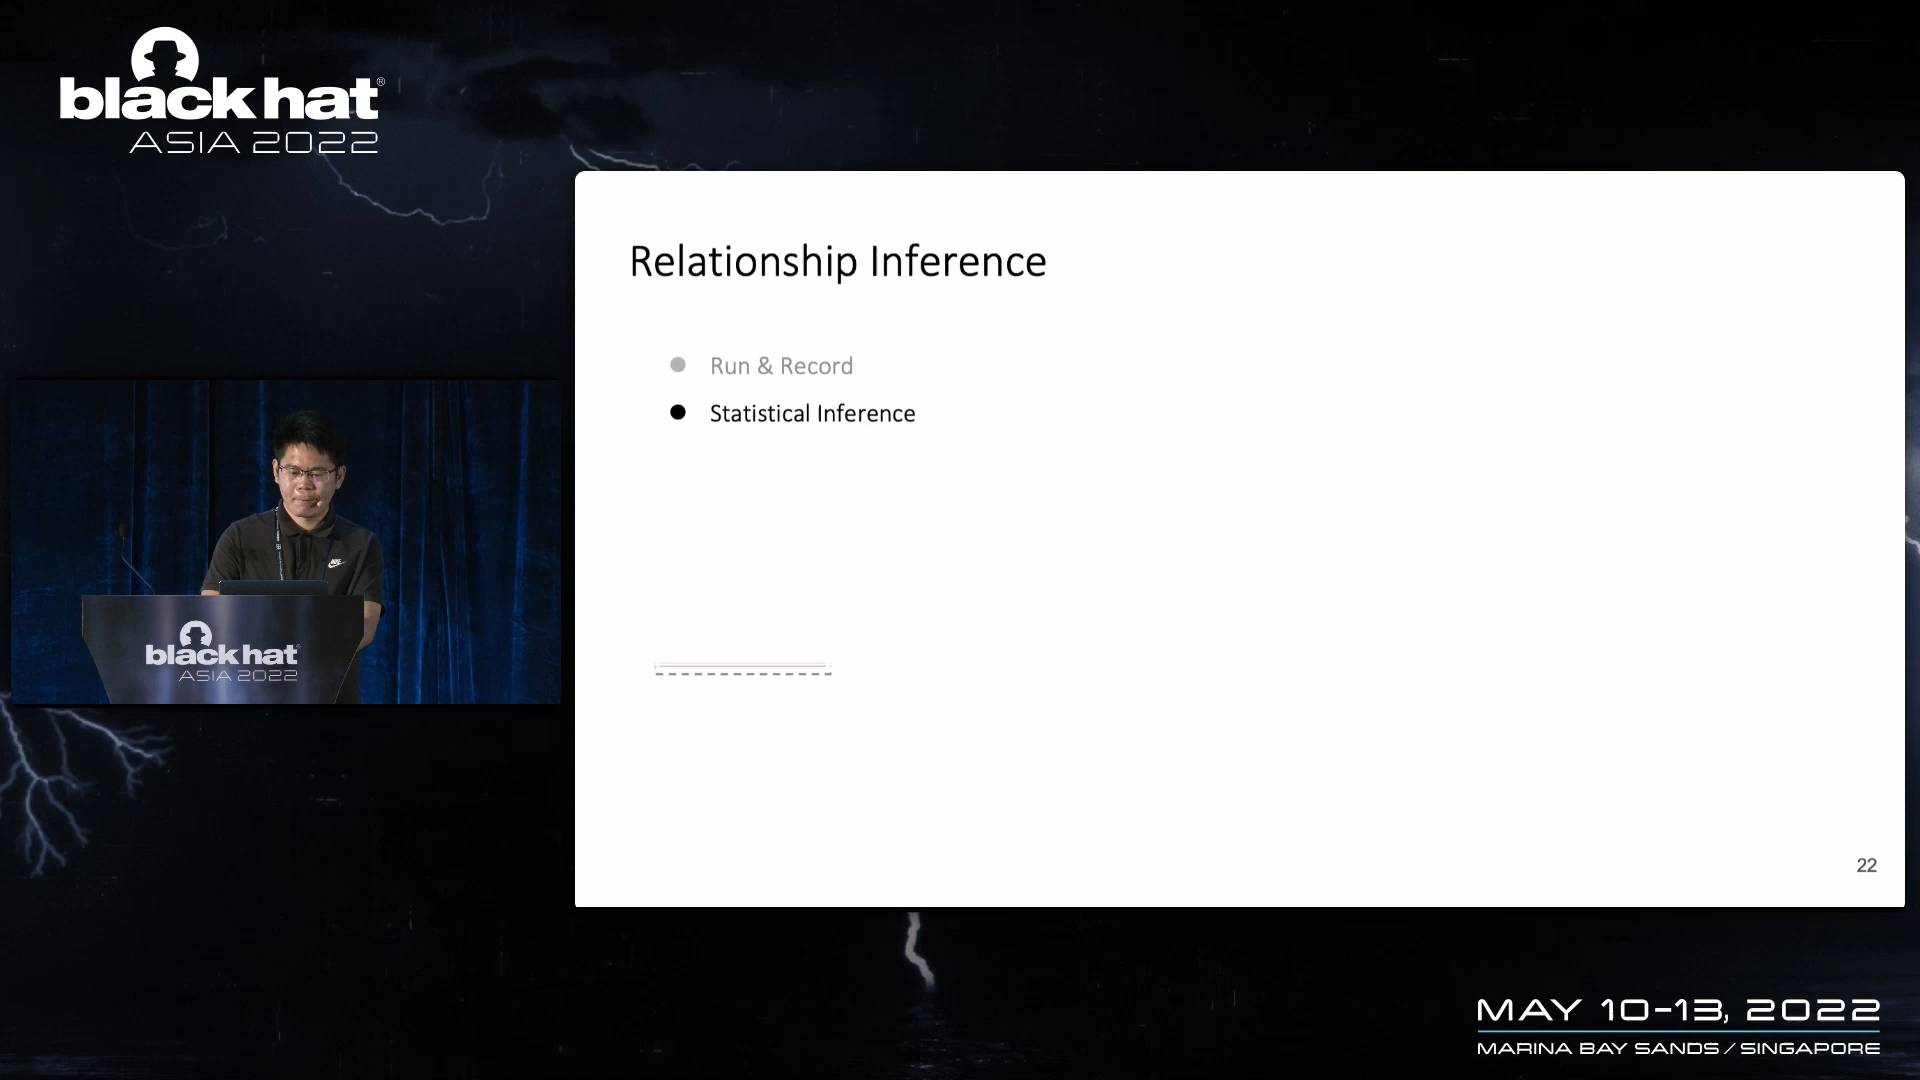 black hat®
ASIA 2022
Relationship Inference
Run & Record
Statistical Inference
black hat
ASIA 2022
22
MAY 10-13, 2022
MARINA BAY SANDS / SINGAPORE